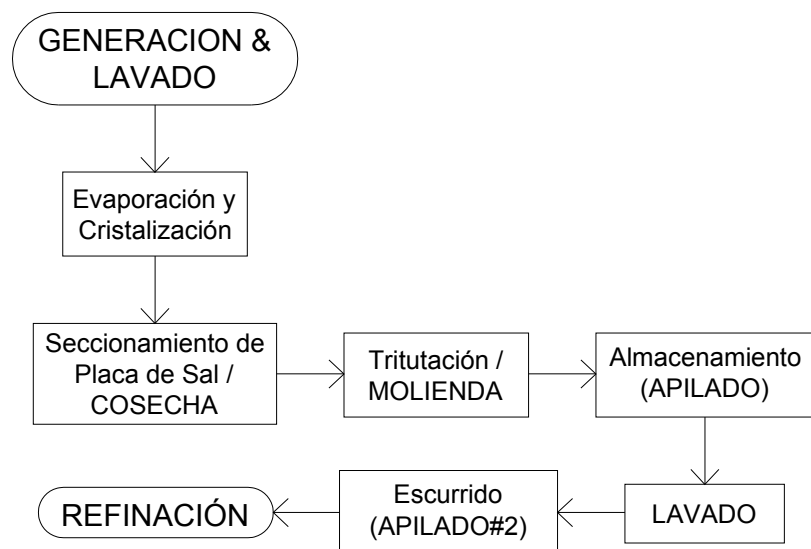 GENERACION &
LAVADO
Evaporación y
Cristalización
Seccionamiento de
Placa de Sal /
COSECHA
Tritutación /
MOLIENDA
Almacenamiento
(APILADO)
LAVADO
Escurrido
(APILADO#2)
REFINACIÓN